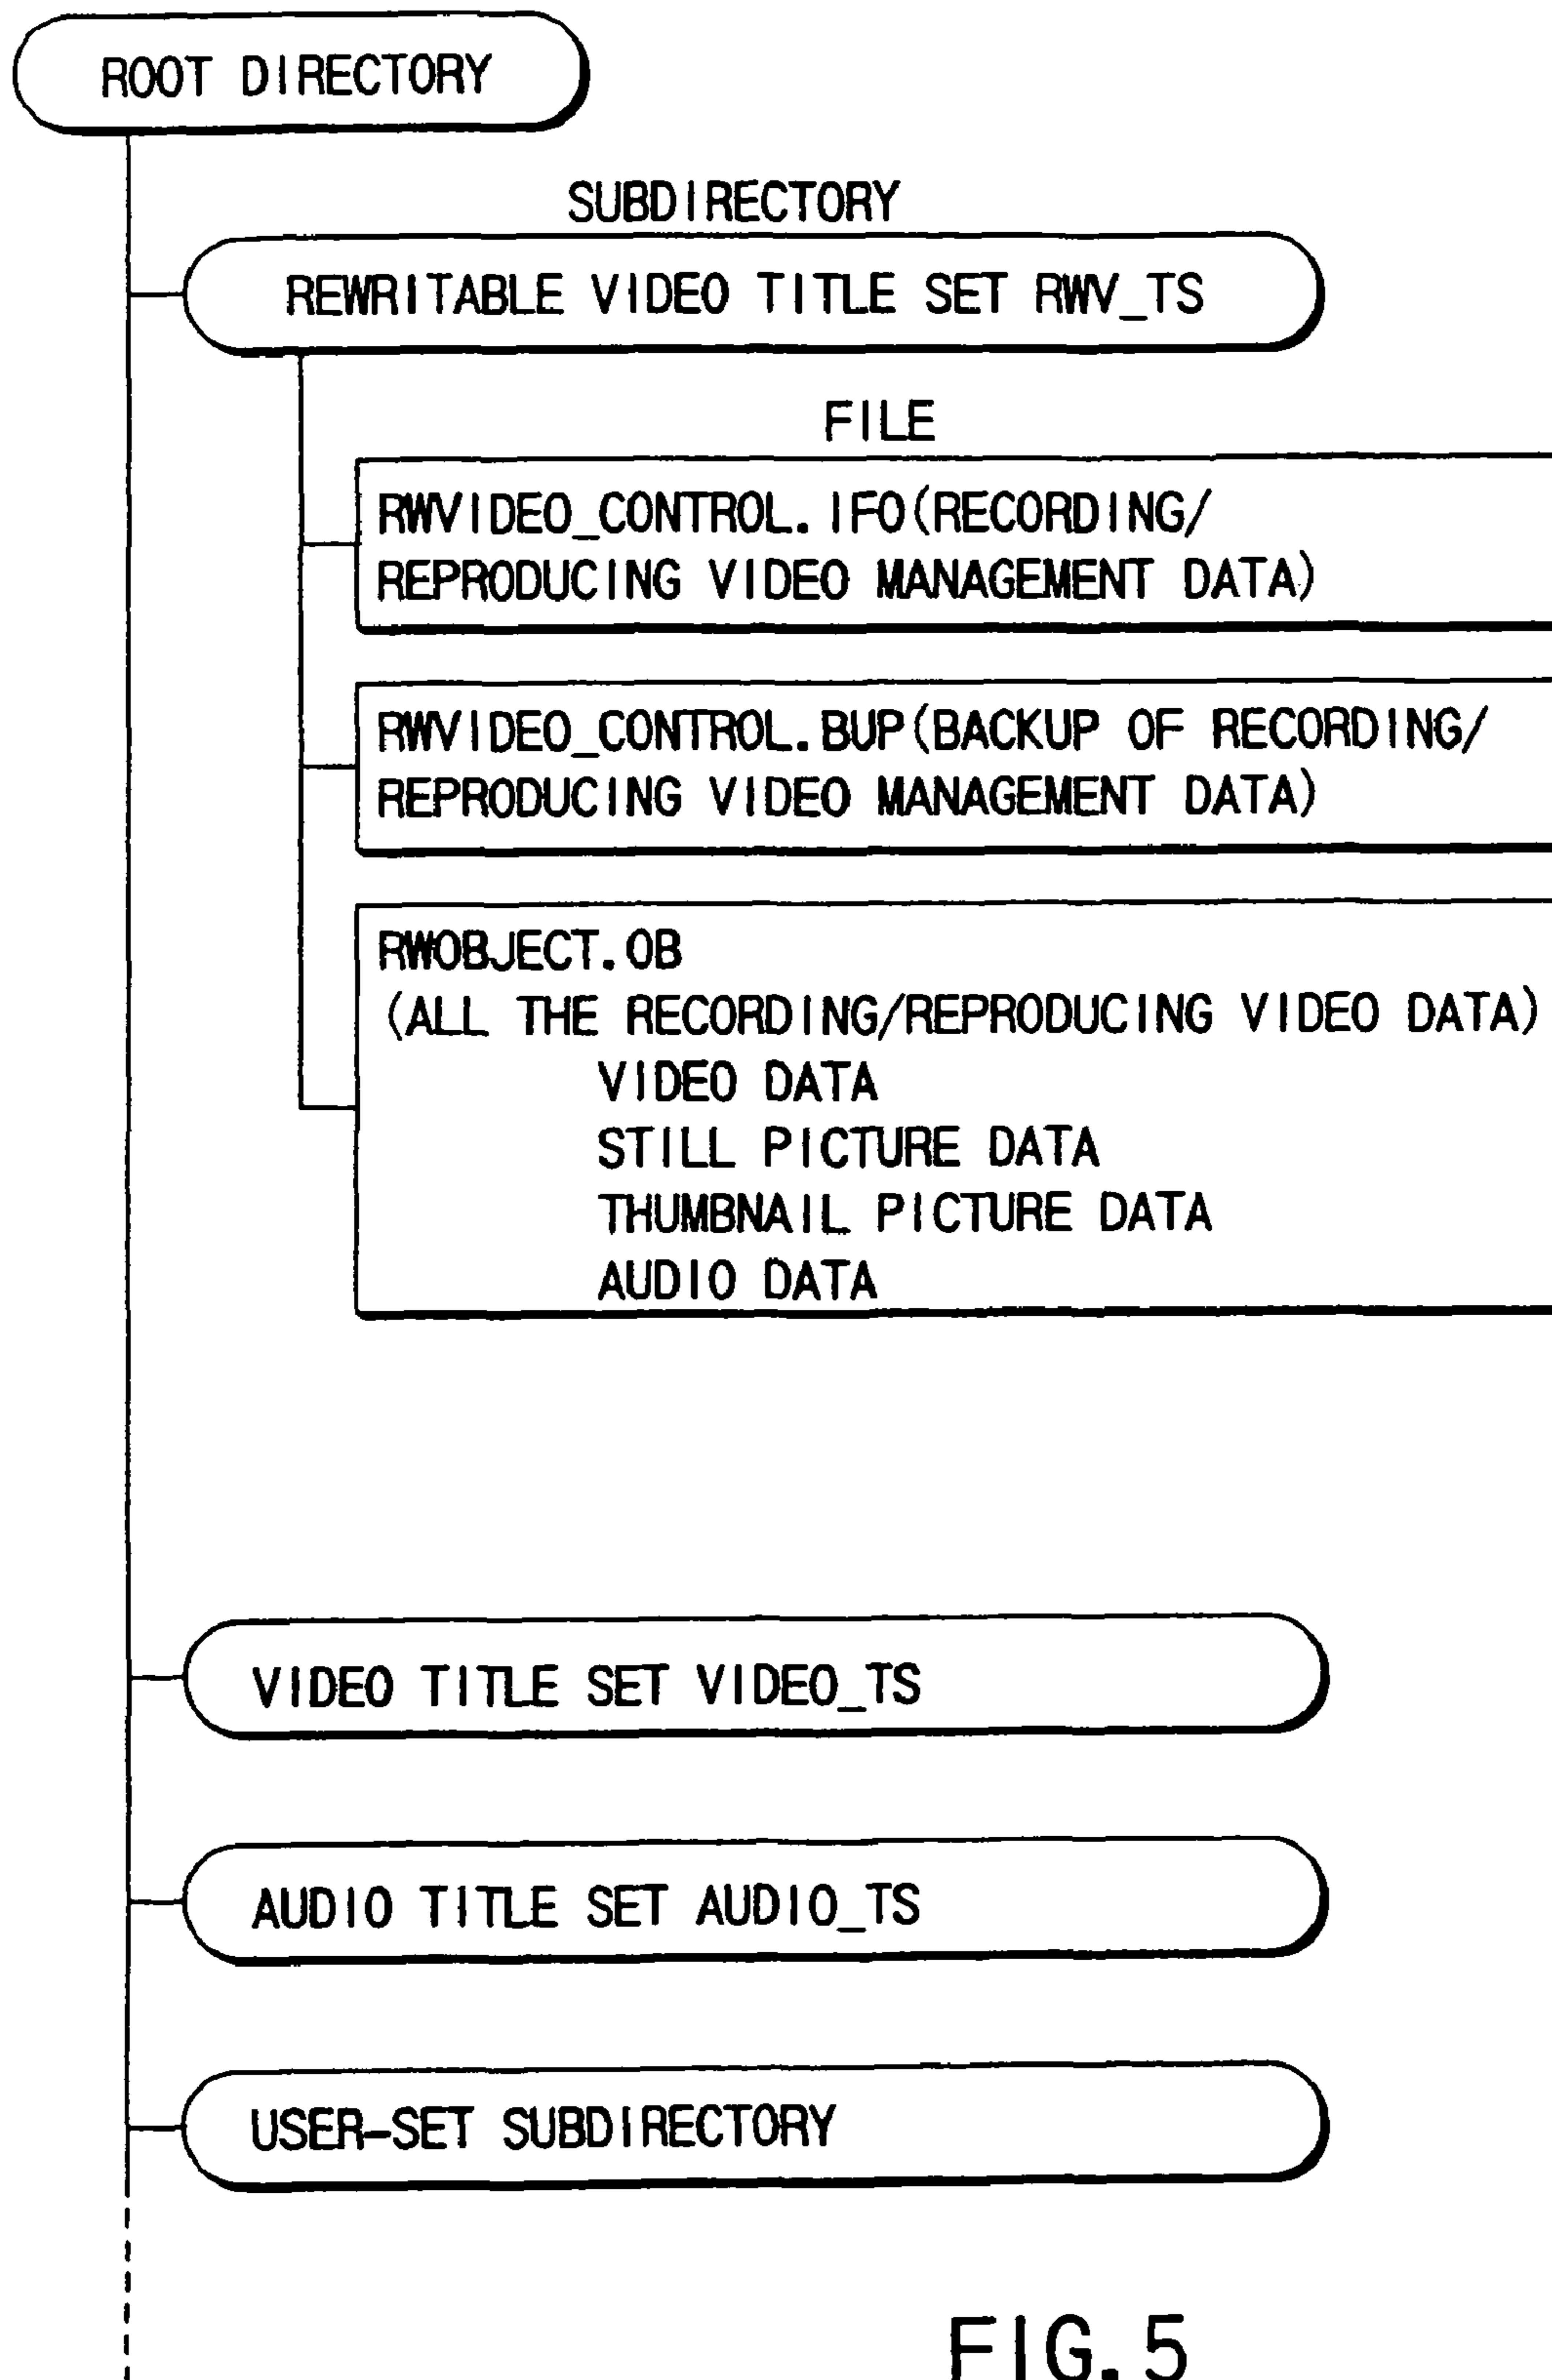 ROOT DIRECTORY
SUBDIRECTORY
REWRITABLE VIDEO TITLE SET RWV_TS
FILE
RWVIDEO_CONTROL.IFO(RECORDING/
REPRODUCING VIDEO MANAGEMENT DATA)
RWVIDEO_CONTROL.BUP(BACKUP OF RECORDING/
REPRODUCING VIDEO MANAGEMENT DATA)
RWOBJECT.OB
(ALL THE RECORDING/REPRODUCING VIDEO DATA)
VIDEO DATA
STILL PICTURE DATA
THUMBNAIL PICTURE DATA
AUDIO DATA
VIDEO TITLE SET VIDEO_TS
AUDIO TITLE SET AUDIO_TS
USER-SET SUBDIRECTORY
FIG.5